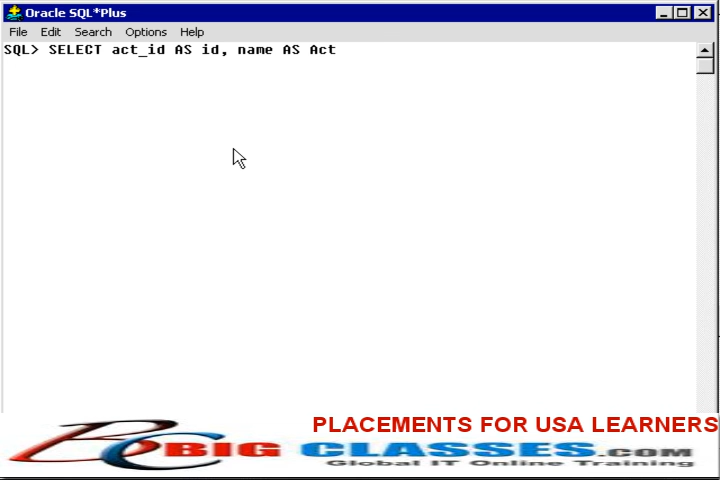 Oracle SQL*Plus
File Edit Search Options Help
SQL> SELECT act_id AS id, name AS Act
PLACEMENTS FOR USA LEARNERS
BC BIG CLASSES.COM
Global IT Online Training